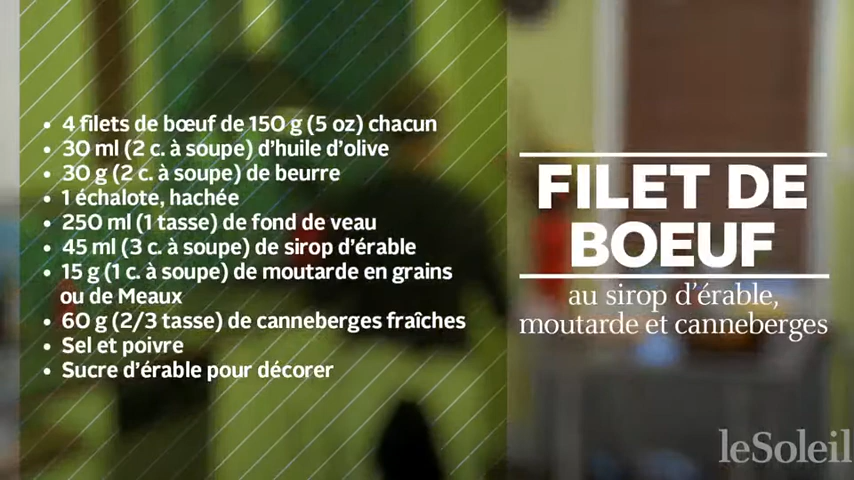 • 4 filets de bœuf de 150 g (5 oz) chacun
• 30 ml (2 c. à soupe) d'huile d'olive
• 30 g (2 c. à soupe) de beurre
• 1 échalote, hachée
• 250 ml (1 tasse) de fond de veau
• 45 ml (3 c. à soupe) de sirop d'érable
• 15 g (1 c. à soupe) de moutarde en grains
ou de Meaux
• 60 g (2/3 tasse) de canneberges fraîches
• Sel et poivre
• Sucre d'érable pour décorer
FILET DE
BOEUF
au sirop d'érable,
moutarde et canneberges
leSoleil